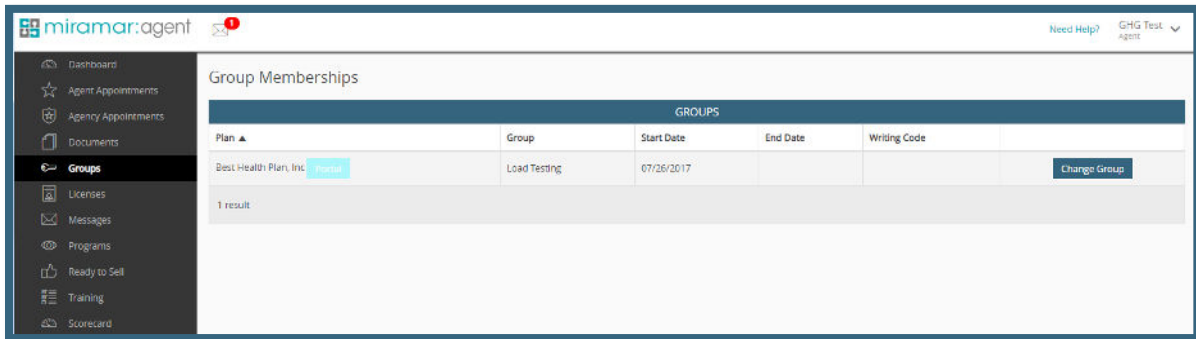 miramar:agent
1
Need Help?
GHG Test
Agent
Dashboard
Agent Appointments
Agency Appointments
Documents
Groups
Licenses
Messages
Programs
Ready to Sell
Training
Scorecard
Group Memberships
GROUPS
Plan ▲ Group Start Date End Date Writing Code
Best Health Plan, Inc Portal Load Testing 07/26/2017 Change Group
1 result